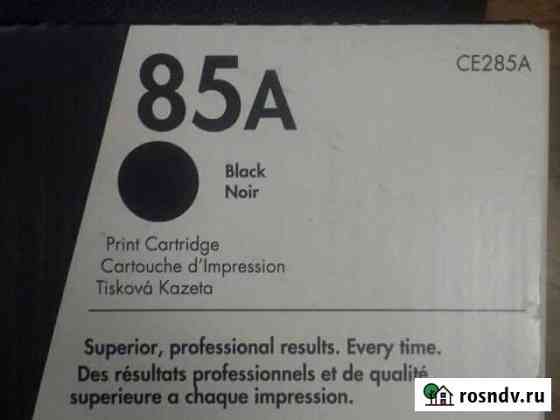 85A
CE285A
Black
Noir
Print Cartridge
Cartouche d'Impression
Tisková Kazeta
Superior, professional results. Every time.
Des résultats professionnels et de qualité
superieure a chaque impression.
rosndv.ru